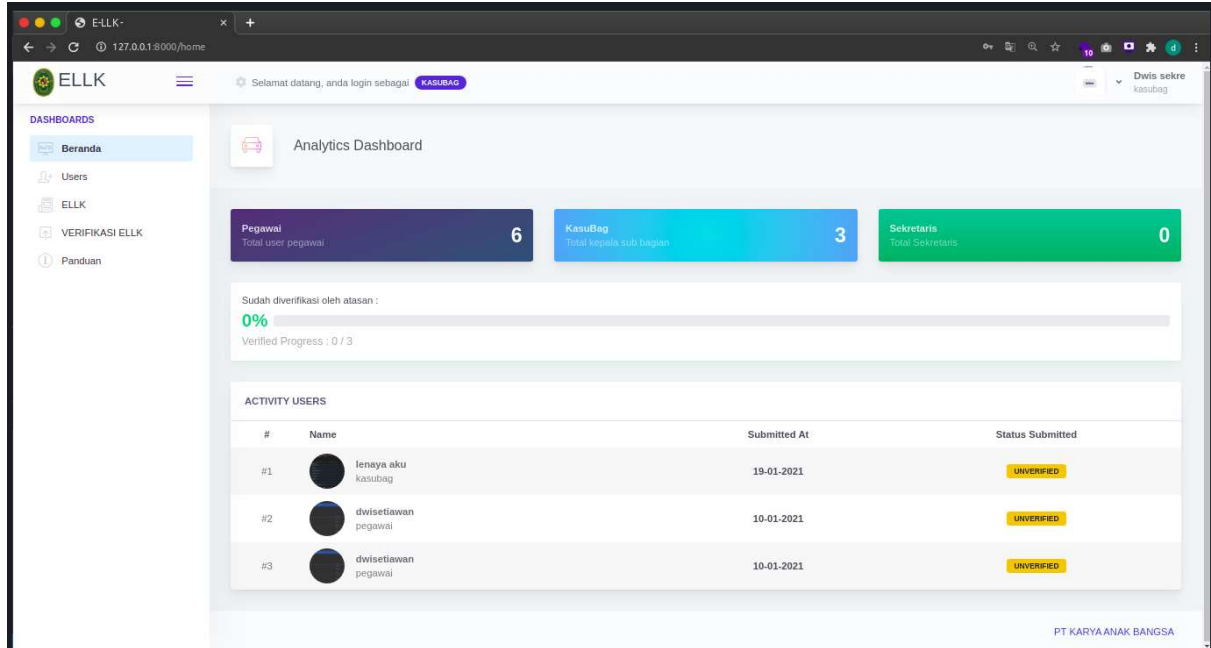 E-LLK-
127.0.0.1:8000/home
10
d
ELLK
Selamat datang, anda login sebagai KASUBAG
Dwis sekre
kasubag
DASHBOARDS
Beranda
Users
ELLK
VERIFIKASI ELLK
Panduan
Analytics Dashboard
Pegawai
Total user pegawai
6
KasuBag
Total kepala sub bagian
3
Sekretaris
Total Sekretaris
0
Sudah diverifikasi oleh atasan :
0%
Verified Progress : 0 / 3
ACTIVITY USERS
# Name Submitted At Status Submitted
#1 lenaya aku 19-01-2021 UNVERIFIED
kasubag
#2 dwisetiawan 10-01-2021 UNVERIFIED
pegawai
#3 dwisetiawan 10-01-2021 UNVERIFIED
pegawai
PT KARYA ANAK BANGSA